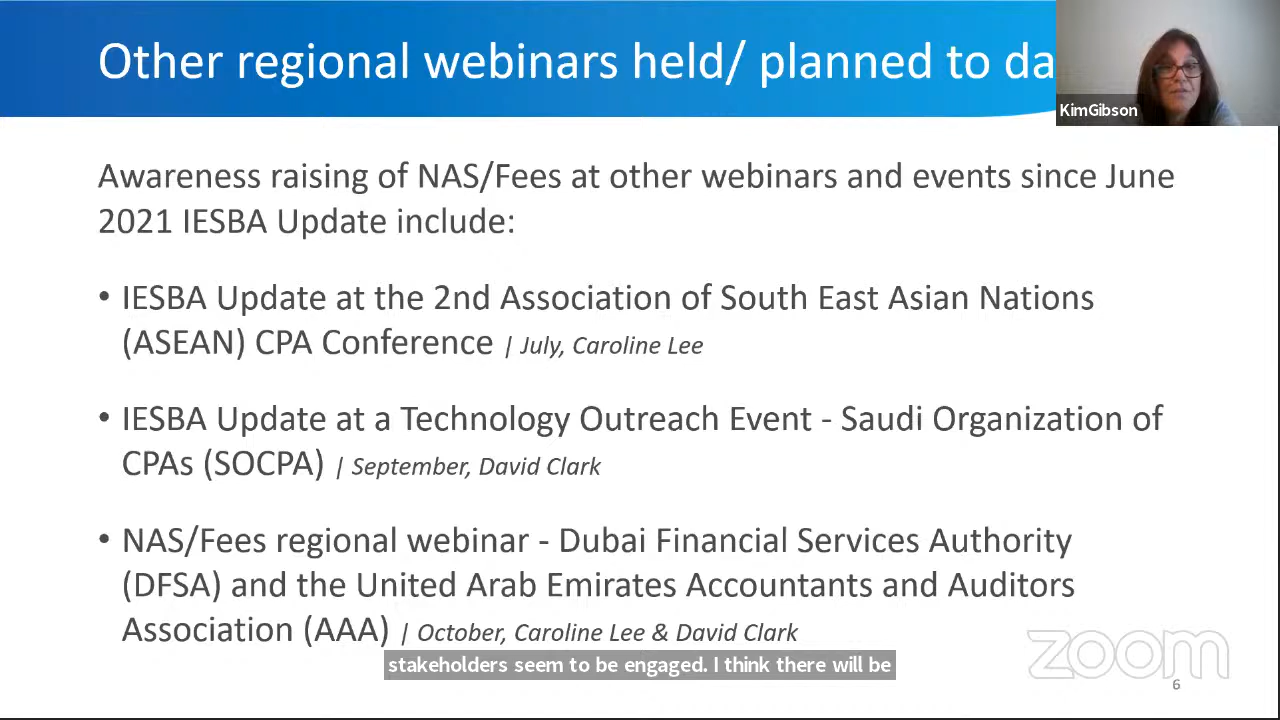 Other regional webinars held/ planned to da
KimGibson
Awareness raising of NAS/Fees at other webinars and events since June
2021 IESBA Update include:
• IESBA Update at the 2nd Association of South East Asian Nations
(ASEAN) CPA Conference | July, Caroline Lee
• IESBA Update at a Technology Outreach Event - Saudi Organization of
CPAs (SOCPA) | September, David Clark
• NAS/Fees regional webinar - Dubai Financial Services Authority
(DFSA) and the United Arab Emirates Accountants and Auditors
Association (AAA) | October, Caroline Lee & David Clark
stakeholders seem to be engaged. I think there will be
zoom
6